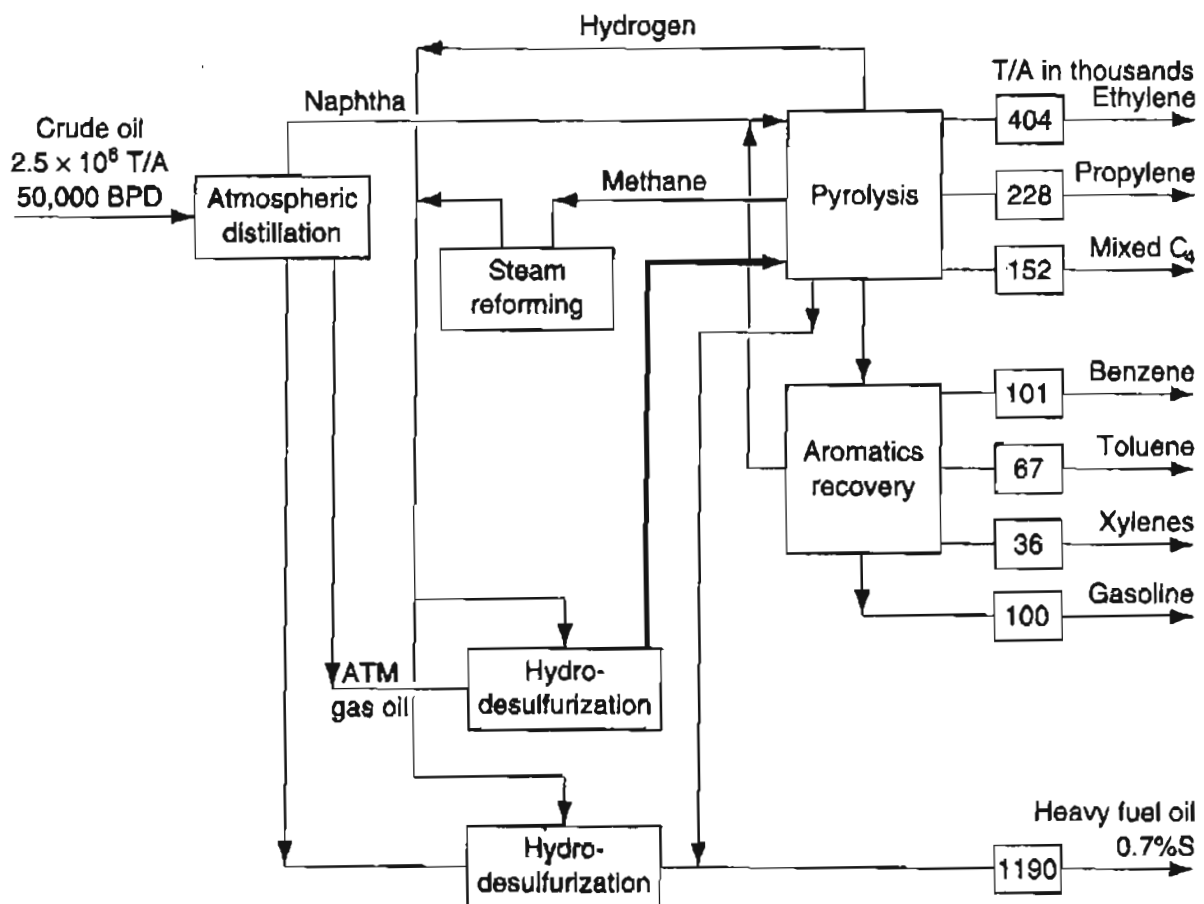 Hydrogen
T/A in thousands
Naphtha
Ethylene
Crude oil
2.5 × 10⁶ T/A
50,000 BPD
404
Atmospheric
distillation
Methane
Pyrolysis
Propylene
228
Steam
reforming
Mixed C₄
152
Benzene
101
Aromatics
recovery
Toluene
67
Xylenes
36
Gasoline
100
ATM
gas oil
Hydro-
desulfurization
Hydro-
desulfurization
Heavy fuel oil
0.7%S
1190